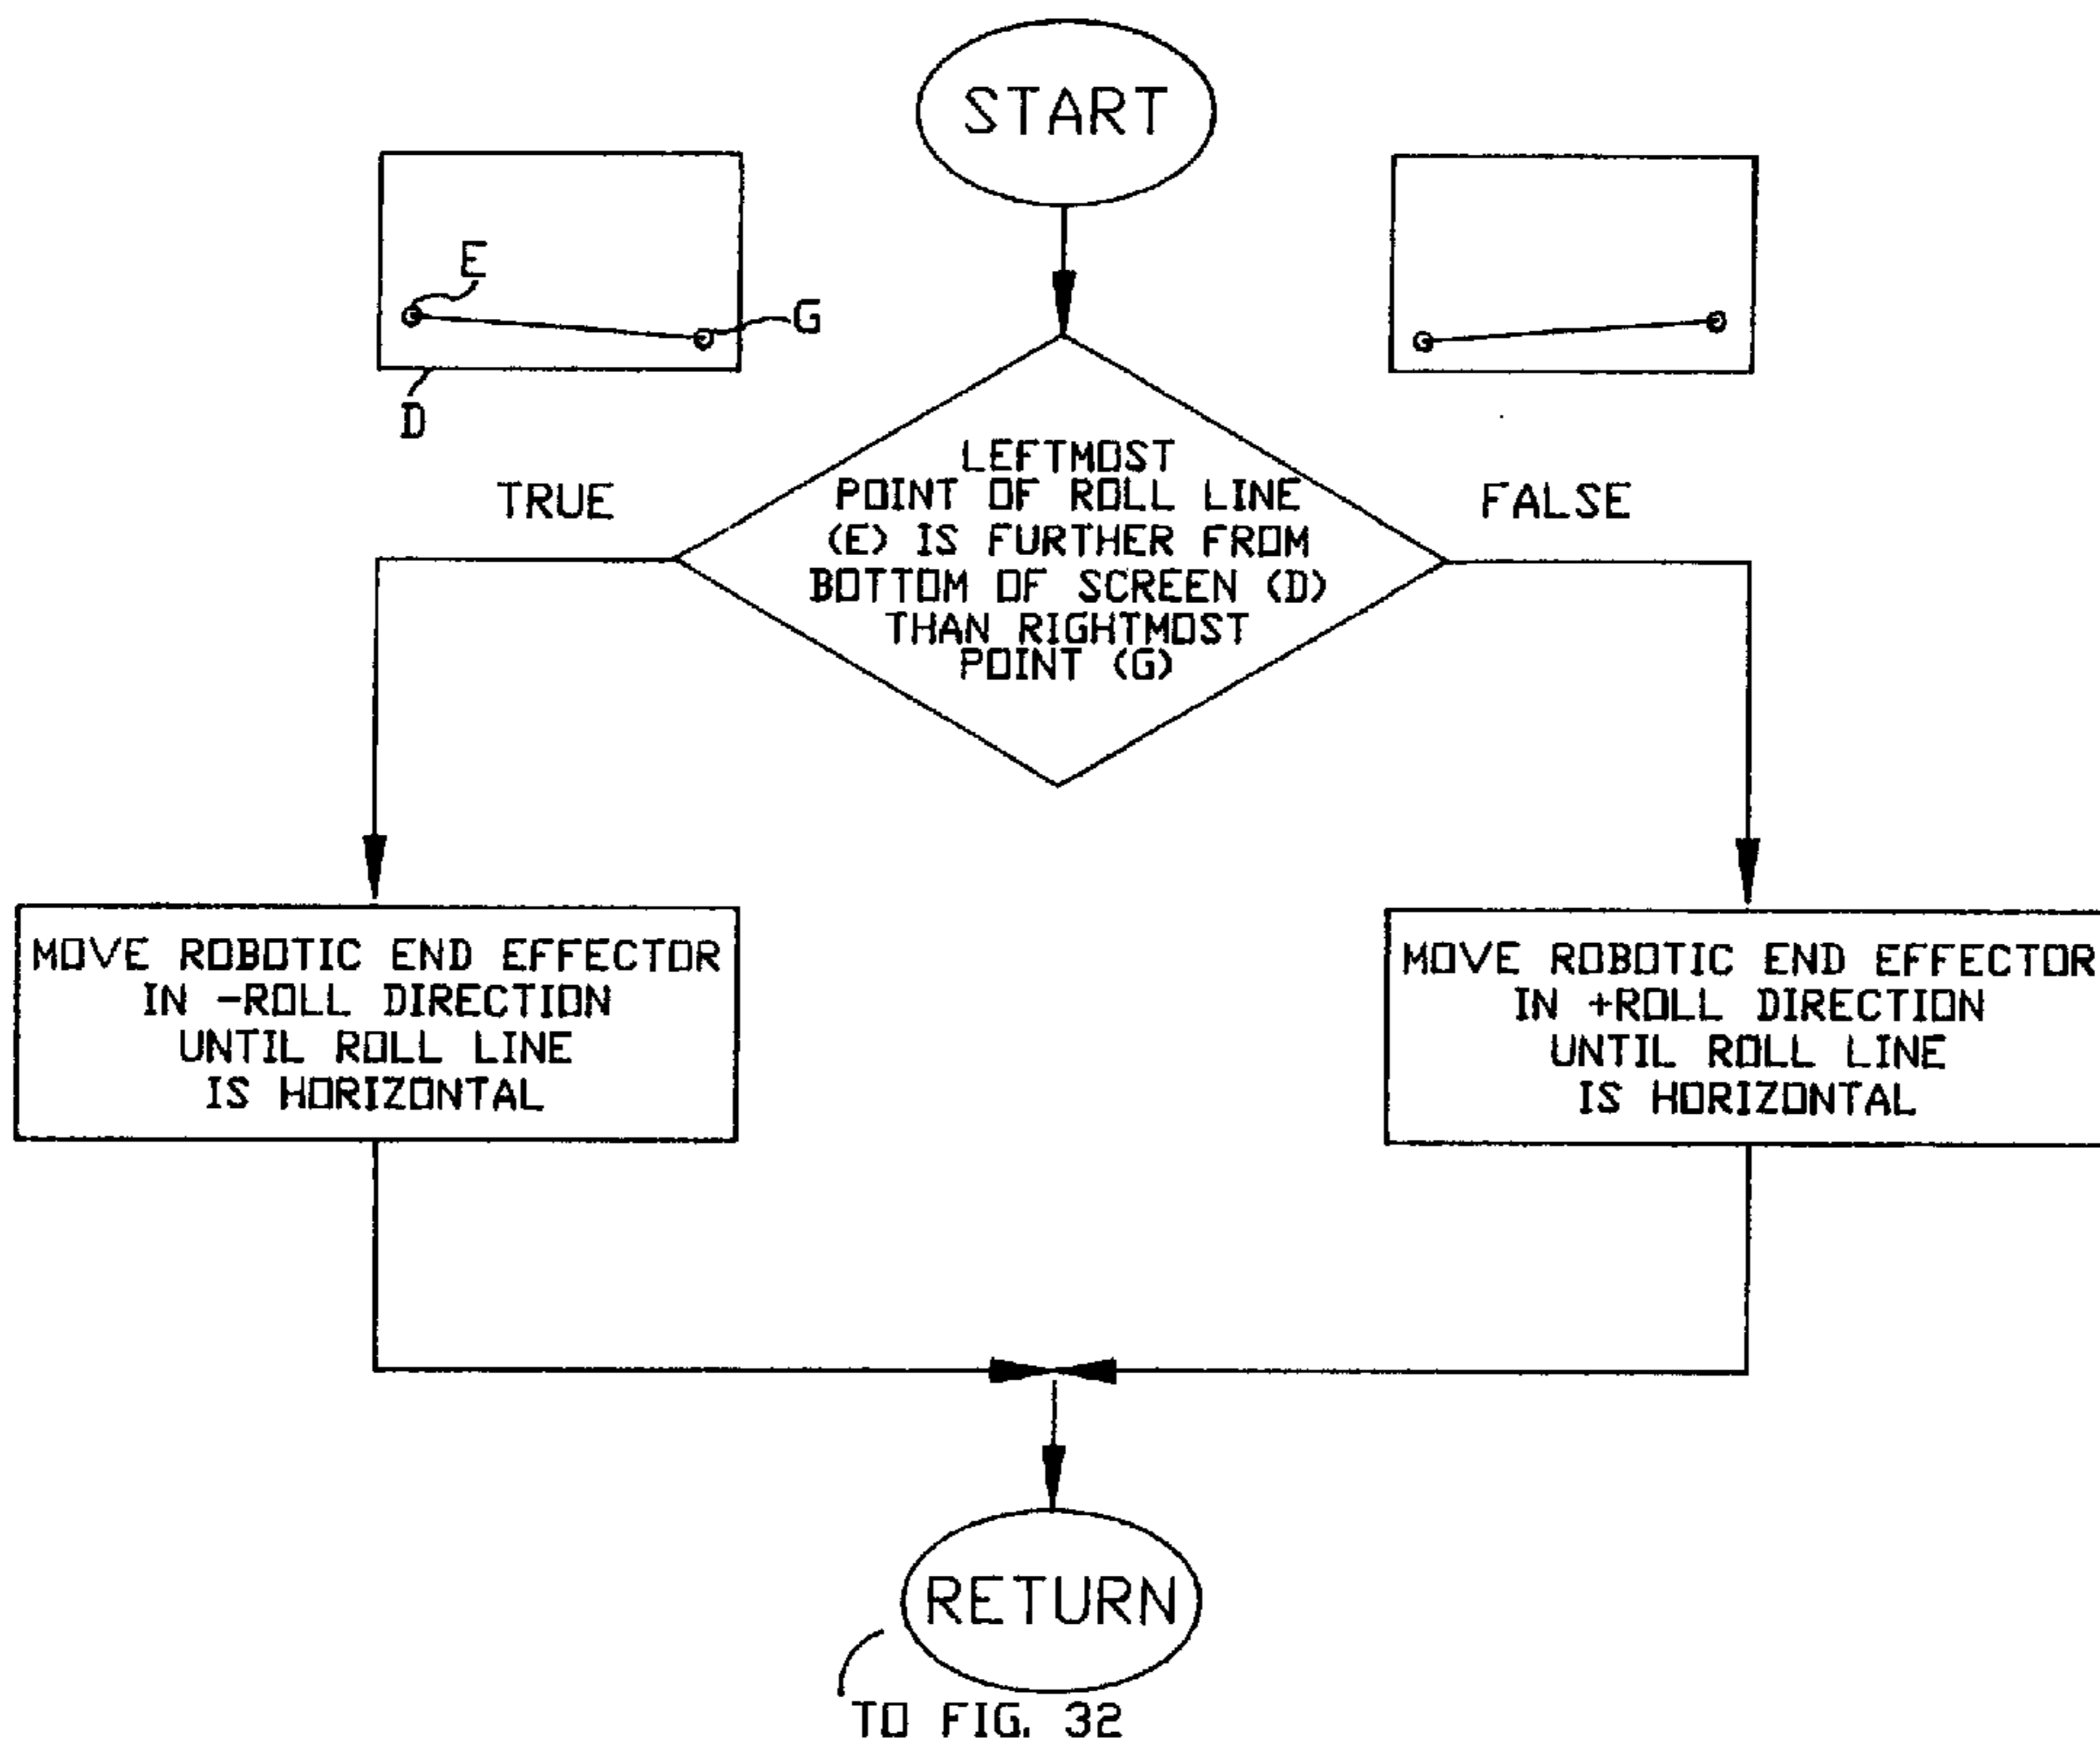 START
E
G
D
TRUE
LEFTMOST
POINT OF ROLL LINE
(E) IS FURTHER FROM
BOTTOM OF SCREEN (D)
THAN RIGHTMOST
POINT (G)
FALSE
MOVE ROBOTIC END EFFECTOR
IN -ROLL DIRECTION
UNTIL ROLL LINE
IS HORIZONTAL
MOVE ROBOTIC END EFFECTOR
IN +ROLL DIRECTION
UNTIL ROLL LINE
IS HORIZONTAL
RETURN
TO FIG. 32